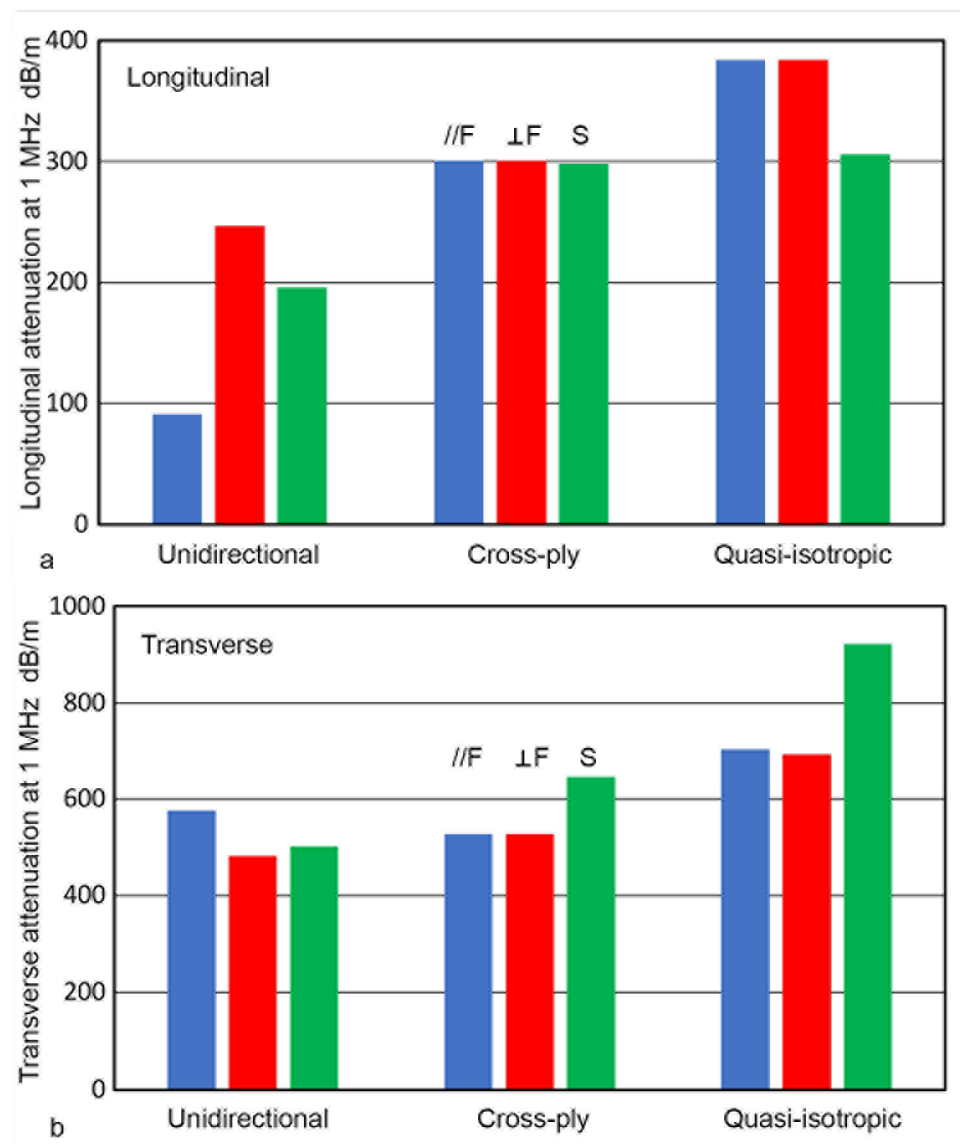 Longitudinal attenuation at 1 MHz dB/m
400
300
200
100
0
Longitudinal
//F ⊥F S
Unidirectional Cross-ply Quasi-isotropic
a
Transverse attenuation at 1 MHz dB/m
1000
800
600
400
200
0
Transverse
//F ⊥F S
Unidirectional Cross-ply Quasi-isotropic
b